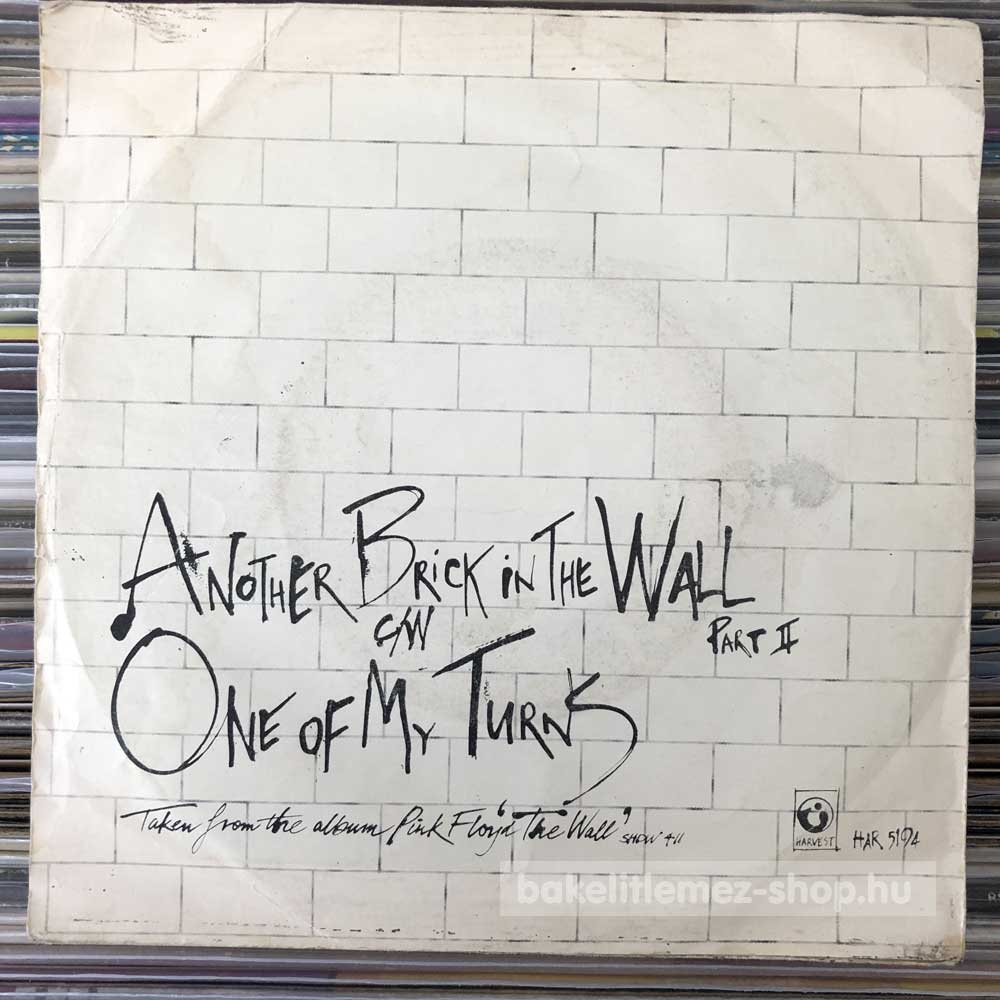 ANOTHER BRICK IN THE WALL
PART II
C/W
ONE OF MY TURNS
Taken from the album Pink Floyd "The Wall" SHOW 411
HARVEST
HAR 5194
bakelitlemez-shop.hu